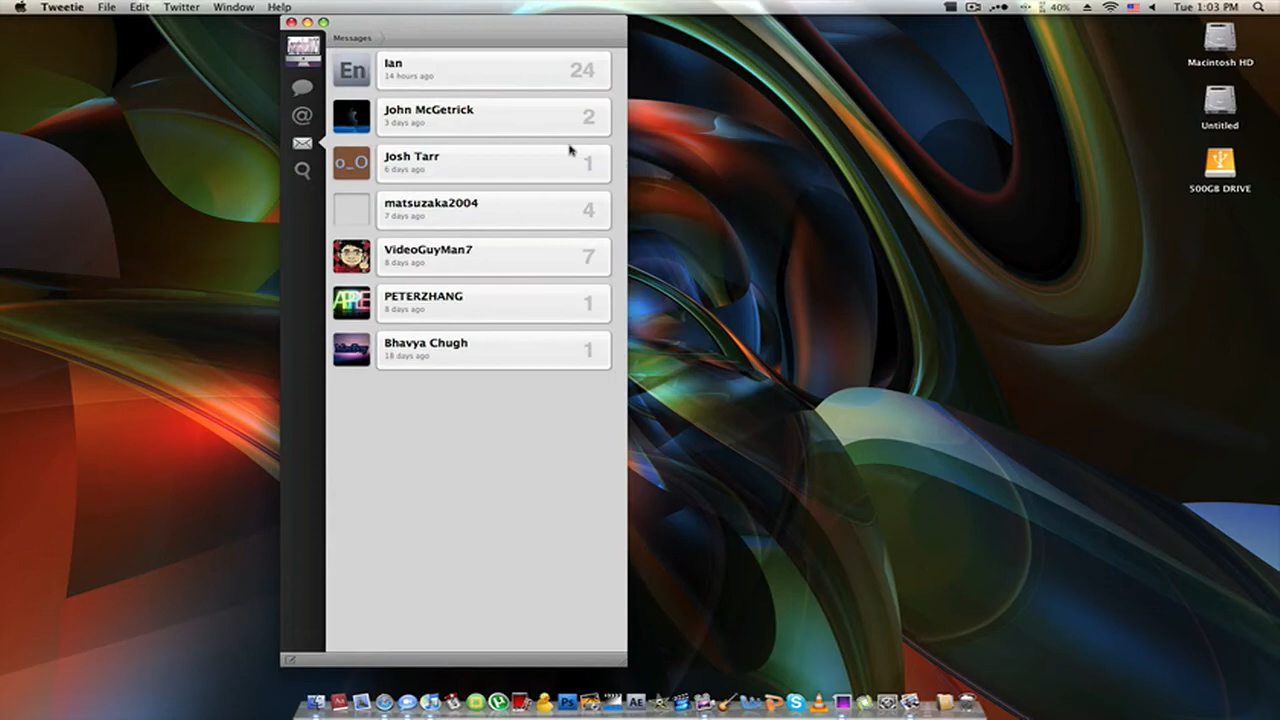 Tweetie File Edit Twitter Window Help
40% Tue 1:03 PM
Messages
En
Ian
14 hours ago
24
John McGetrick
3 days ago
2
o_O
Josh Tarr
6 days ago
1
matsuzaka2004
7 days ago
4
VideoGuyMan7
8 days ago
7
APPLE
PETERZHANG
8 days ago
1
Bhavya Chugh
18 days ago
1
Macintosh HD
Untitled
500GB DRIVE
Ps
AE